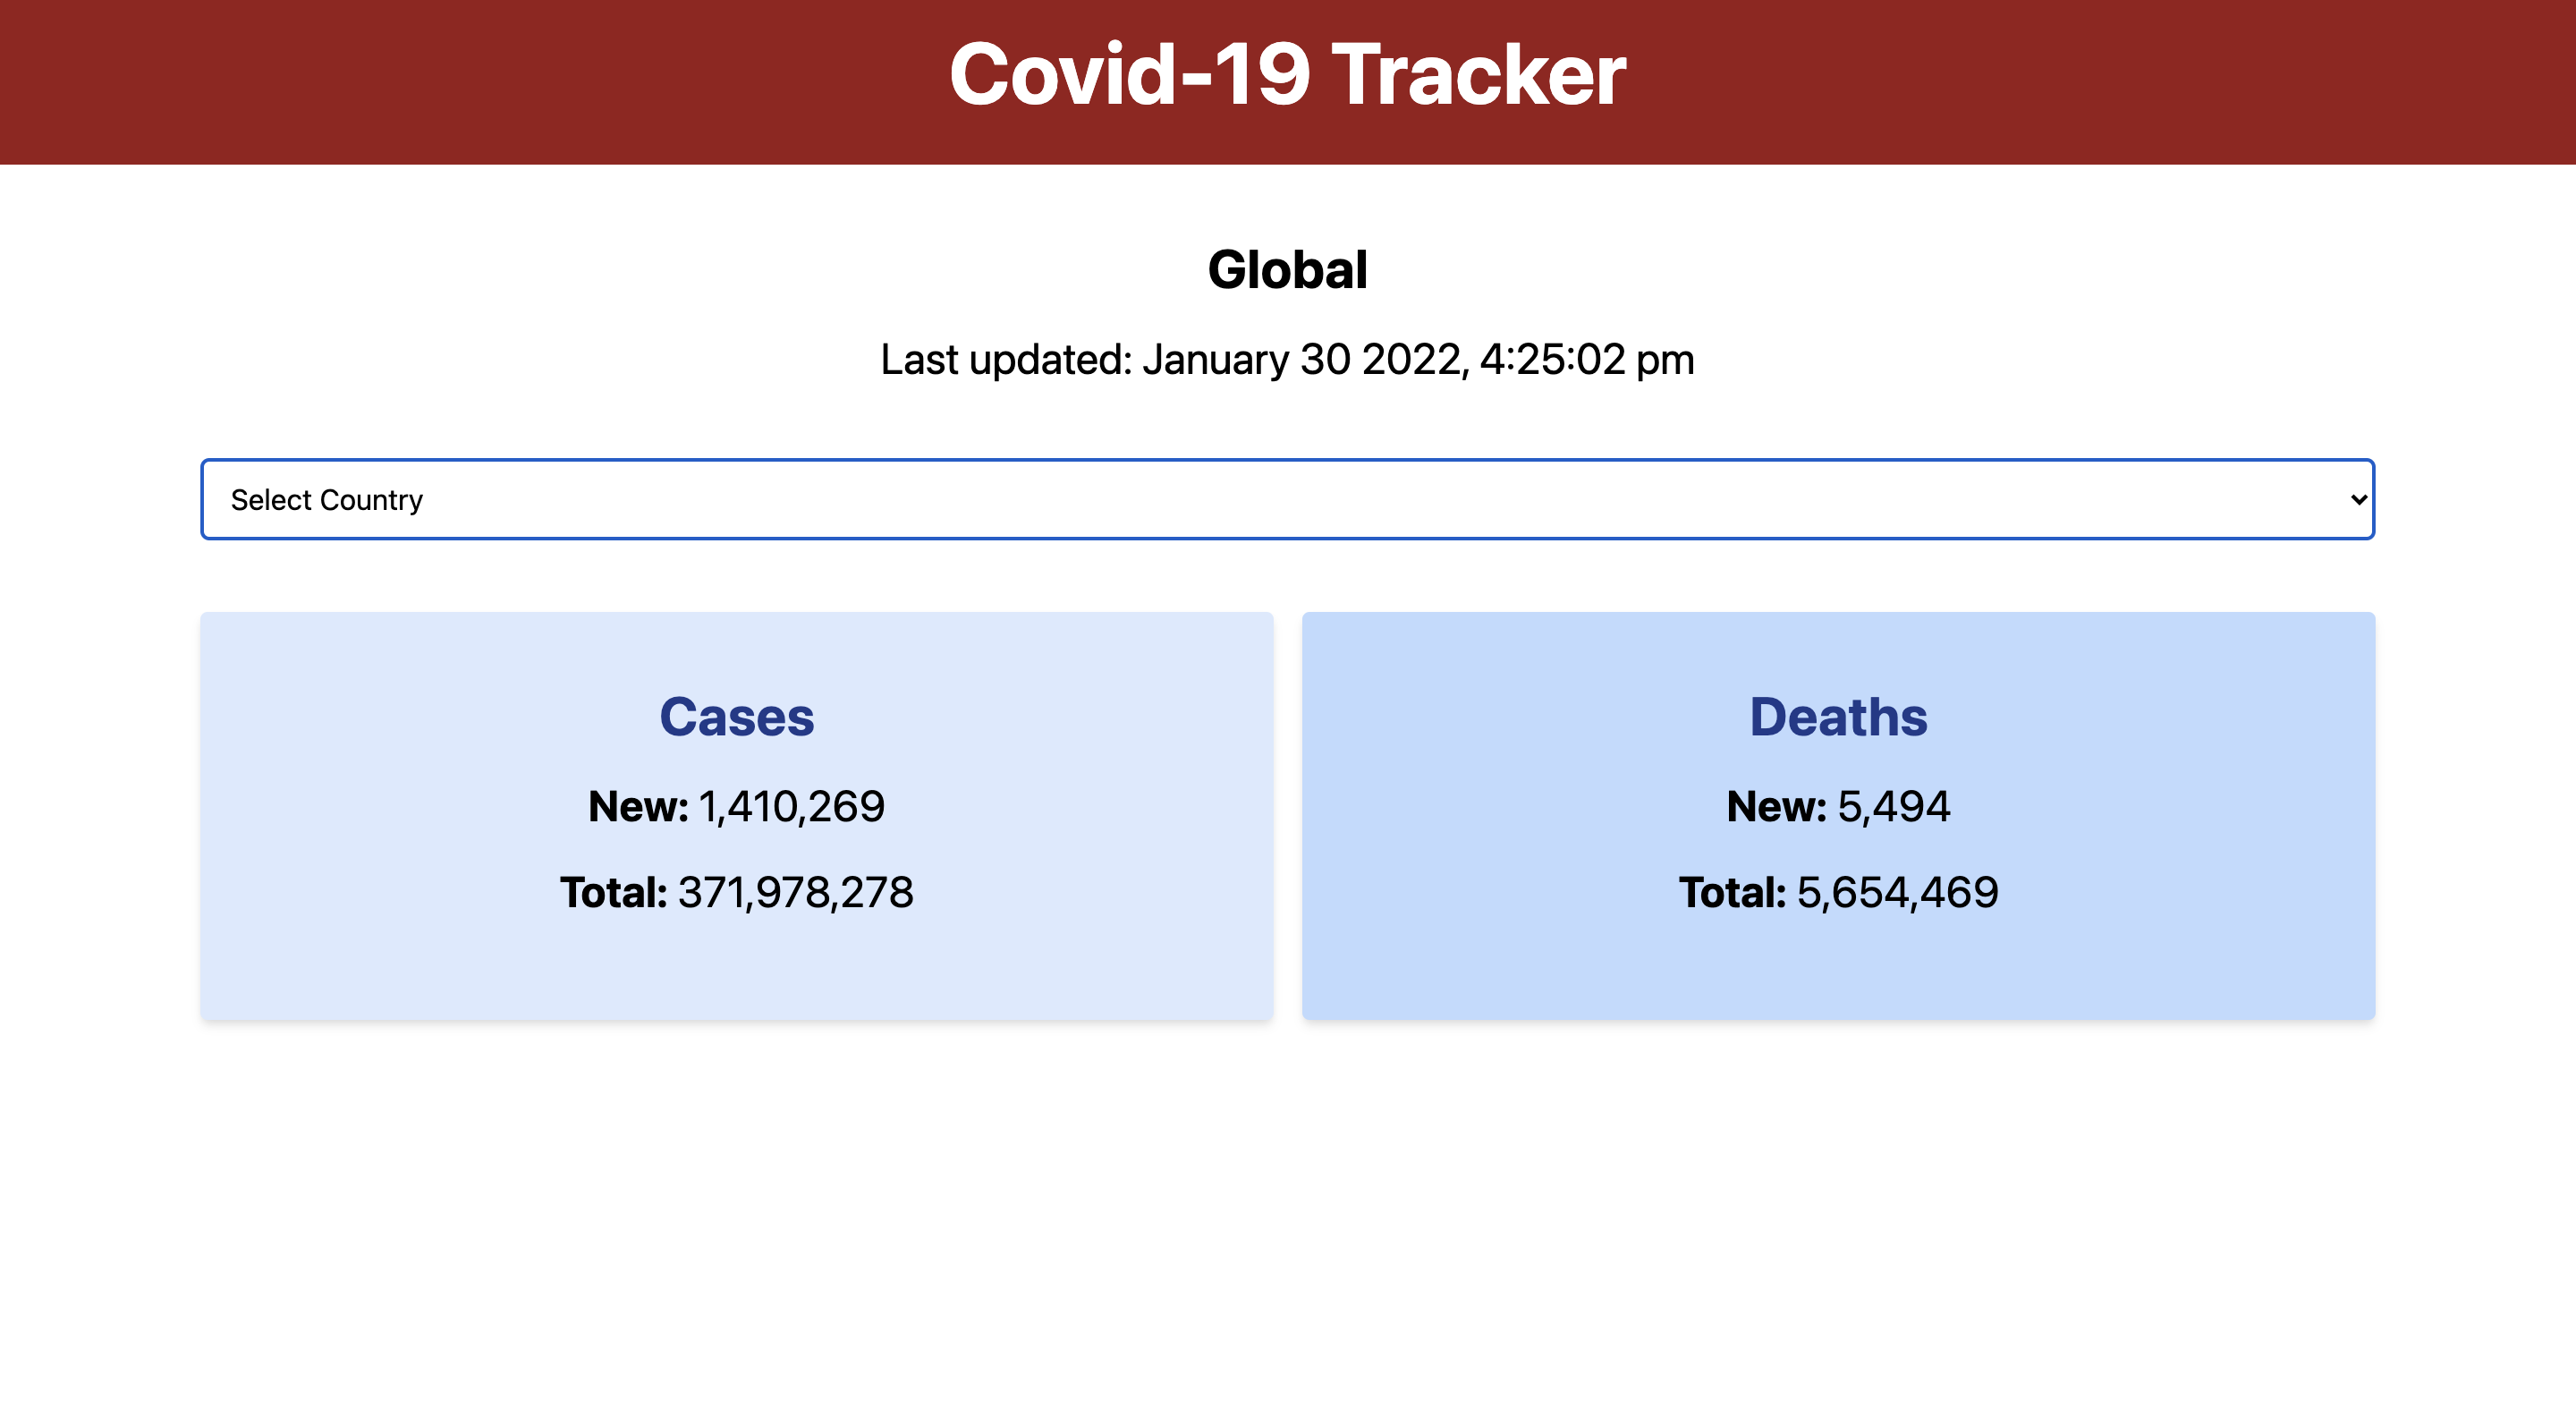 Covid-19 Tracker
Global
Last updated: January 30 2022, 4:25:02 pm
Select Country
Cases
New: 1,410,269
Total: 371,978,278
Deaths
New: 5,494
Total: 5,654,469